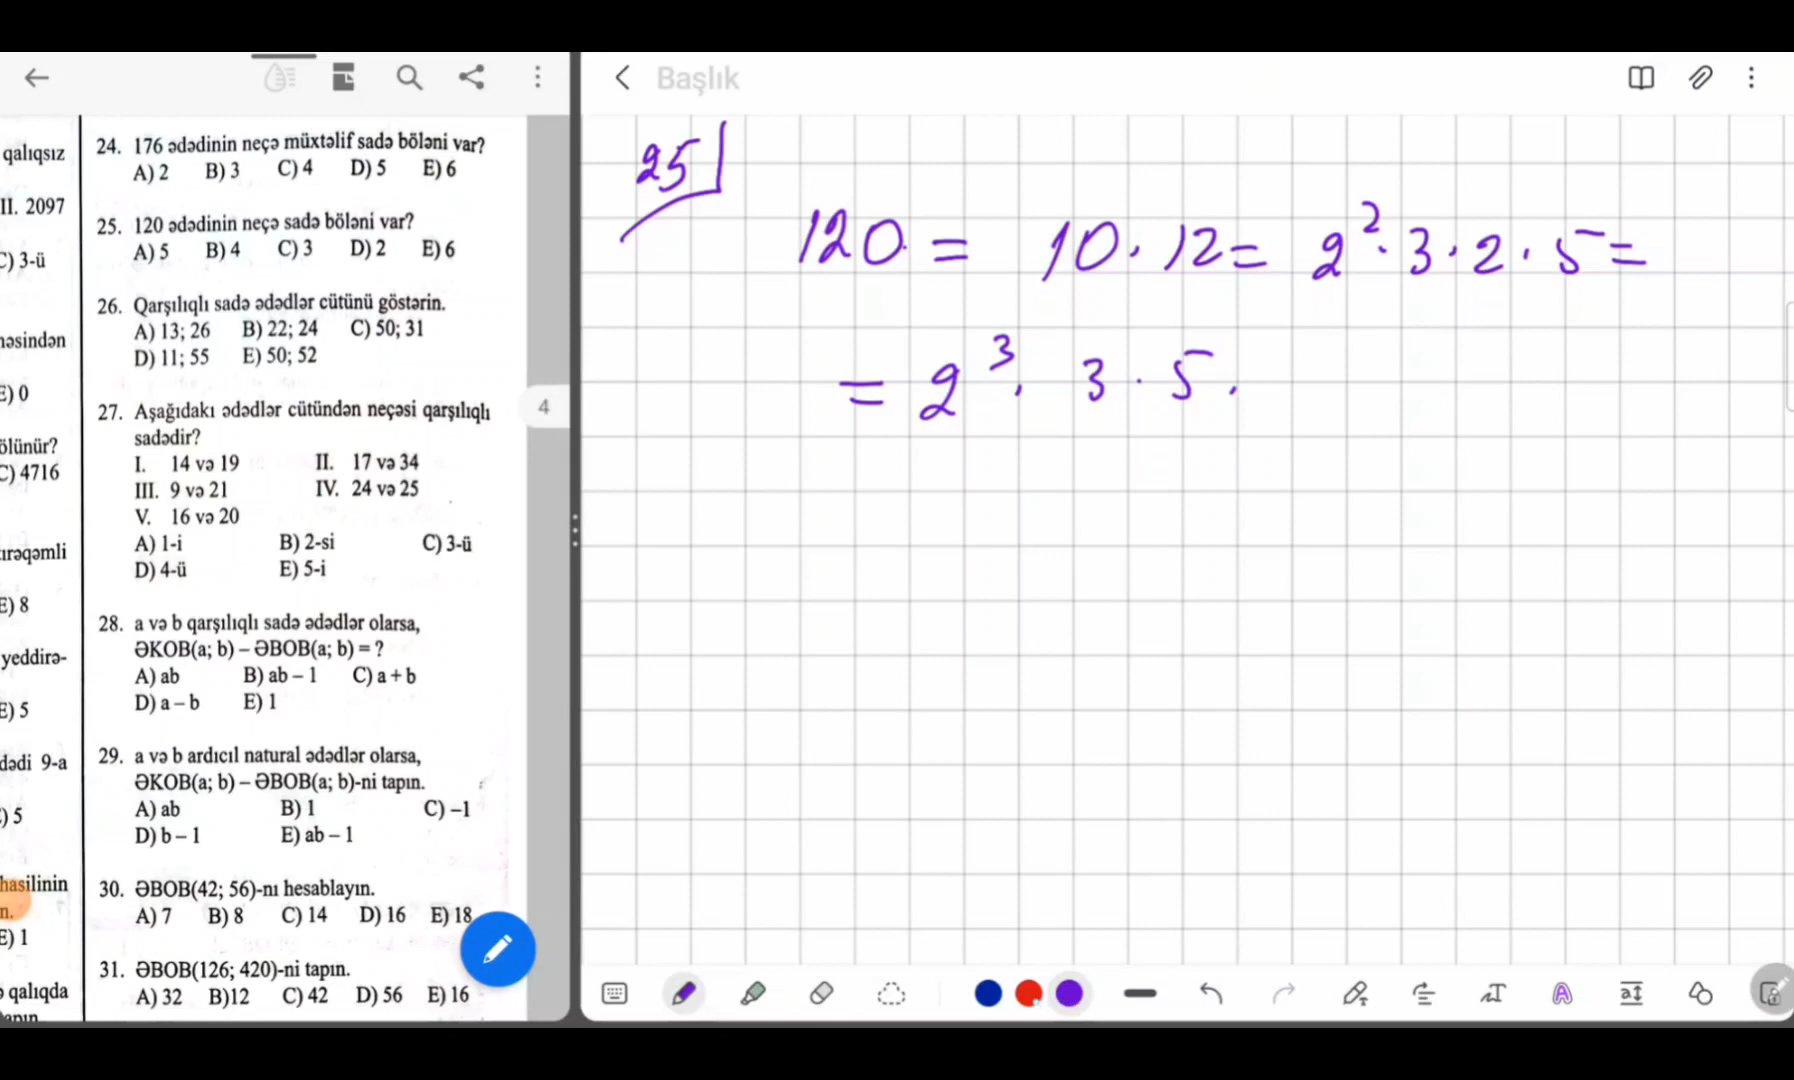 Başlık
qalıqsız
II. 2097
C) 3-ü
E) 0
ölünür?
C) 4716
E) 8
yeddirə-
E) 5
dədi 9-a
) 5
hasilinin
n.
E) 1
qalıqda
24. 176 ədədinin neçə müxtəlif sadə böləni var?
A) 2 B) 3 C) 4 D) 5 E) 6
25. 120 ədədinin neçə sadə böləni var?
A) 5 B) 4 C) 3 D) 2 E) 6
26. Qarşılıqlı sadə ədədlər cütünü göstərin.
A) 13; 26 B) 22; 24 C) 50; 31
D) 11; 55 E) 50; 52
27. Aşağıdakı ədədlər cütündən neçəsi qarşılıqlı
sadədir?
I. 14 və 19 II. 17 və 34
III. 9 və 21 IV. 24 və 25
V. 16 və 20
A) 1-i B) 2-si C) 3-ü
D) 4-ü E) 5-i
28. a və b qarşılıqlı sadə ədədlər olarsa,
ƏKOB(a; b) – ƏBOB(a; b) = ?
A) ab B) ab – 1 C) a + b
D) a – b E) 1
29. a və b ardıcıl natural ədədlər olarsa,
ƏKOB(a; b) – ƏBOB(a; b)-ni tapın.
A) ab B) 1 C) –1
D) b – 1 E) ab – 1
30. ƏBOB(42; 56)-nı hesablayın.
A) 7 B) 8 C) 14 D) 16 E) 18
31. ƏBOB(126; 420)-ni tapın.
A) 32 B)12 C) 42 D) 56 E) 16
4
25
120 = 10 · 12 = 2² · 3 · 2 · 5 =
= 2³ · 3 · 5 ·